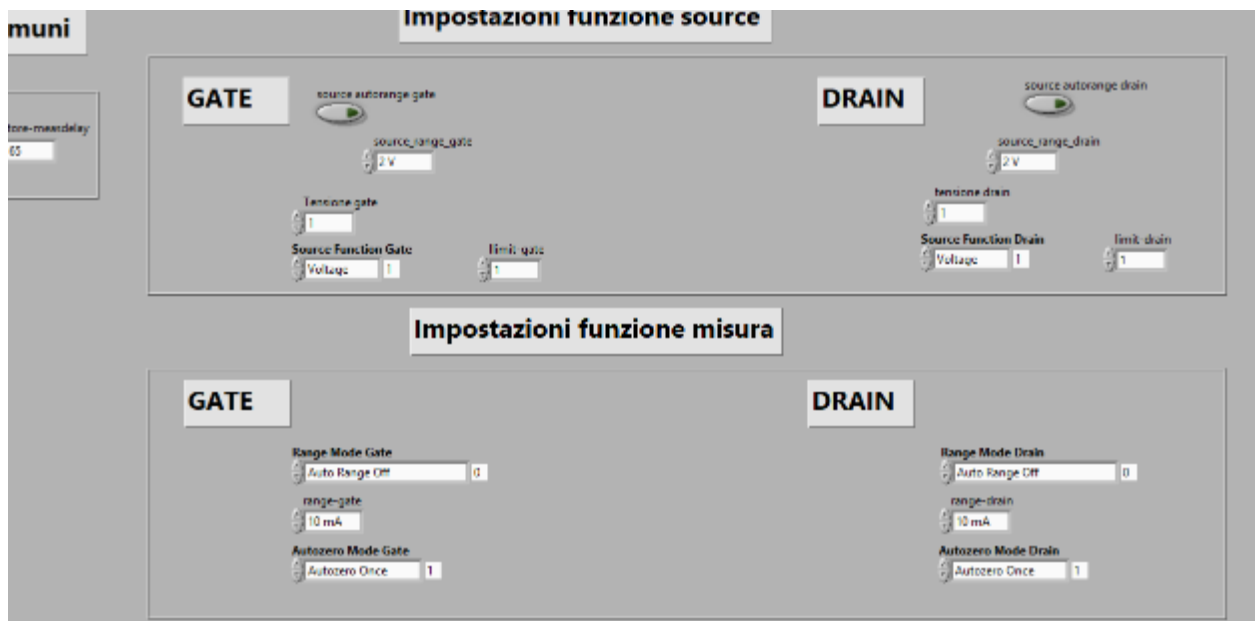 Impostazioni funzione source
muni
GATE
source autorange gate
DRAIN
source autorange drain
tore-measdelay
65
source_range_gate
2 V
source_range_drain
2 V
Tensione gate
1
tensione drain
1
Source Function Gate
Voltage 1
limit-gate
1
Source Function Drain
Voltage 1
limit-drain
1
Impostazioni funzione misura
GATE
DRAIN
Range Mode Gate
Auto Range Off 0
Range Mode Drain
Auto Range Off 0
range-gate
10 mA
range-drain
10 mA
Autozero Mode Gate
Autozero Once 1
Autozero Mode Drain
Autozero Once 1